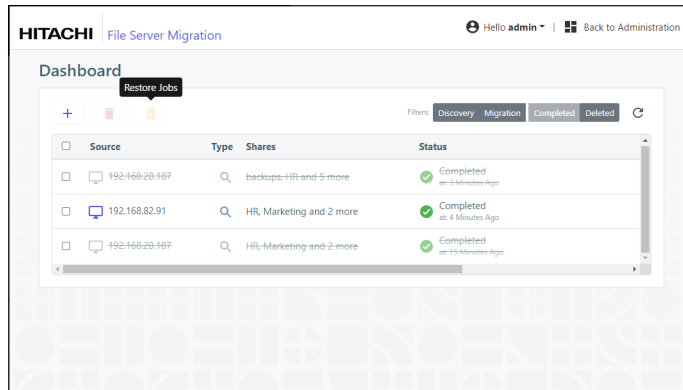 HITACHI File Server Migration Hello admin | Back to Administration
Dashboard
Restore Jobs
+ Filters: Discovery Migration Completed Deleted
Source Type Shares Status
192.168.28.187 backups, HR and 5 more Completed
at: 3 Minutes Ago
192.168.82.91 HR, Marketing and 2 more Completed
at: 4 Minutes Ago
192.168.28.187 HR, Marketing and 2 more Completed
at: 15 Minutes Ago